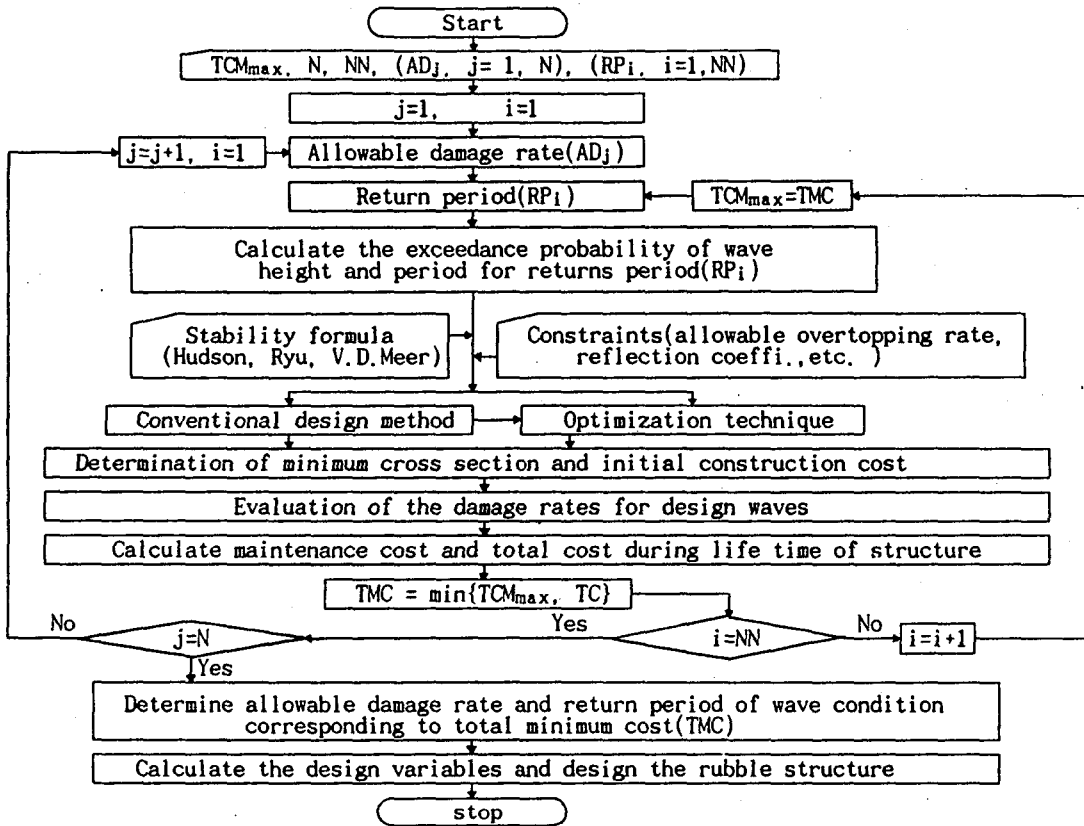 Start
TCMmax. N, NN, (ADj. j= 1, N), (RPi. i=1,NN)
j=1, i=1
j=j+1, i=1
Allowable damage rate(ADj)
Return period(RPi)
TCMmax=TMC
Calculate the exceedance probability of wave
height and period for returns period(RPi)
Stability formula
(Hudson, Ryu, V.D.Meer)
Constraints(allowable overtopping rate,
reflection coeffi.,etc. )
Conventional design method
Optimization technique
Determination of minimum cross section and initial construction cost
Evaluation of the damage rates for design waves
Calculate maintenance cost and total cost during life time of structure
TMC = min{TCMmax, TC}
No
j=N
Yes
i=NN
No
i=i+1
Yes
Determine allowable damage rate and return period of wave condition
corresponding to total minimum cost(TMC)
Calculate the design variables and design the rubble structure
stop